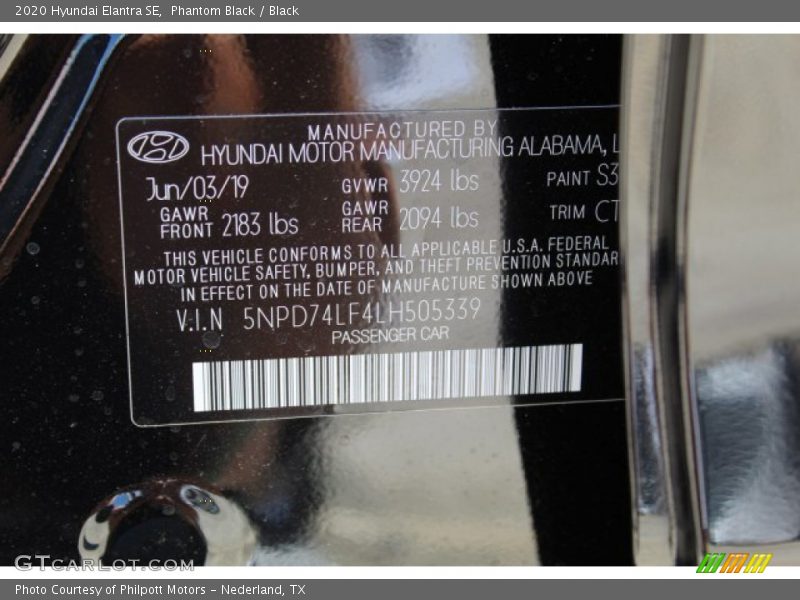 2020 Hyundai Elantra SE, Phantom Black / Black
MANUFACTURED BY
HYUNDAI MOTOR MANUFACTURING ALABAMA, L
Jun/03/19 GVWR 3924 lbs PAINT S3
GAWR FRONT 2183 lbs GAWR REAR 2094 lbs TRIM CT
THIS VEHICLE CONFORMS TO ALL APPLICABLE U.S.A. FEDERAL
MOTOR VEHICLE SAFETY, BUMPER, AND THEFT PREVENTION STANDAR
IN EFFECT ON THE DATE OF MANUFACTURE SHOWN ABOVE
V.I.N 5NPD74LF4LH505339
PASSENGER CAR
GTcarlot.com
Photo Courtesy of Philpott Motors - Nederland, TX